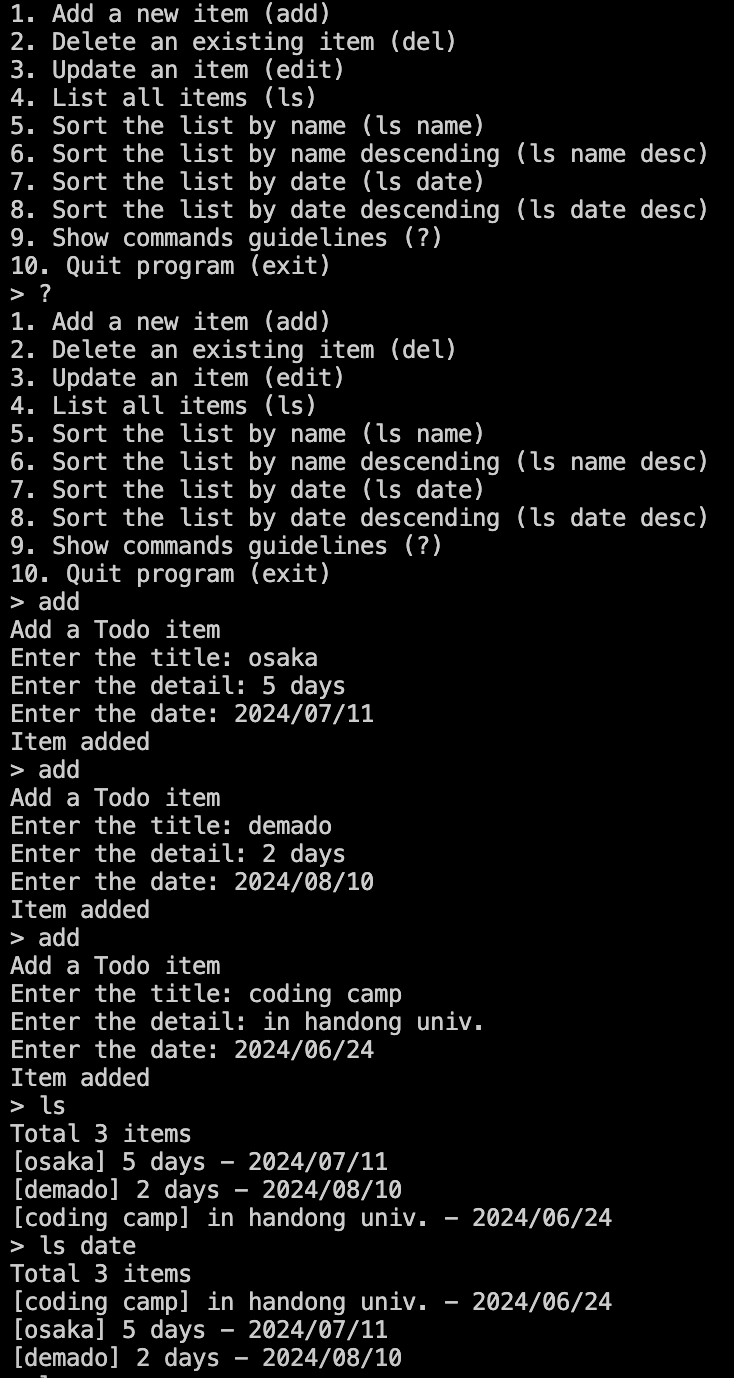 1. Add a new item (add)
2. Delete an existing item (del)
3. Update an item (edit)
4. List all items (ls)
5. Sort the list by name (ls name)
6. Sort the list by name descending (ls name desc)
7. Sort the list by date (ls date)
8. Sort the list by date descending (ls date desc)
9. Show commands guidelines (?)
10. Quit program (exit)
> ?
1. Add a new item (add)
2. Delete an existing item (del)
3. Update an item (edit)
4. List all items (ls)
5. Sort the list by name (ls name)
6. Sort the list by name descending (ls name desc)
7. Sort the list by date (ls date)
8. Sort the list by date descending (ls date desc)
9. Show commands guidelines (?)
10. Quit program (exit)
> add
Add a Todo item
Enter the title: osaka
Enter the detail: 5 days
Enter the date: 2024/07/11
Item added
> add
Add a Todo item
Enter the title: demado
Enter the detail: 2 days
Enter the date: 2024/08/10
Item added
> add
Add a Todo item
Enter the title: coding camp
Enter the detail: in handong univ.
Enter the date: 2024/06/24
Item added
> ls
Total 3 items
[osaka] 5 days – 2024/07/11
[demado] 2 days – 2024/08/10
[coding camp] in handong univ. – 2024/06/24
> ls date
Total 3 items
[coding camp] in handong univ. – 2024/06/24
[osaka] 5 days – 2024/07/11
[demado] 2 days – 2024/08/10